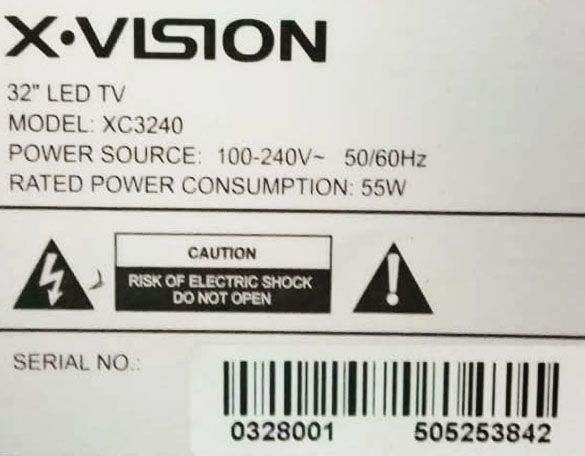 X·VISION
32" LED TV
MODEL: XC3240
POWER SOURCE: 100-240V~ 50/60Hz
RATED POWER CONSUMPTION: 55W
CAUTION
RISK OF ELECTRIC SHOCK
DO NOT OPEN
SERIAL NO.:
0328001 505253842